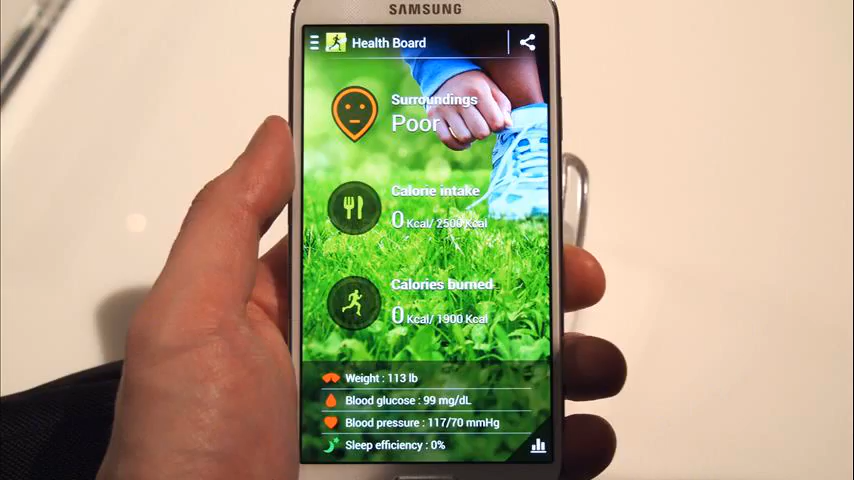 SAMSUNG
Health Board
Surroundings
Poor
Calorie intake
0 Kcal/ 2500 Kcal
Calories burned
0 Kcal/ 1900 Kcal
Weight : 113 lb
Blood glucose : 99 mg/dL
Blood pressure : 117/70 mmHg
Sleep efficiency : 0%